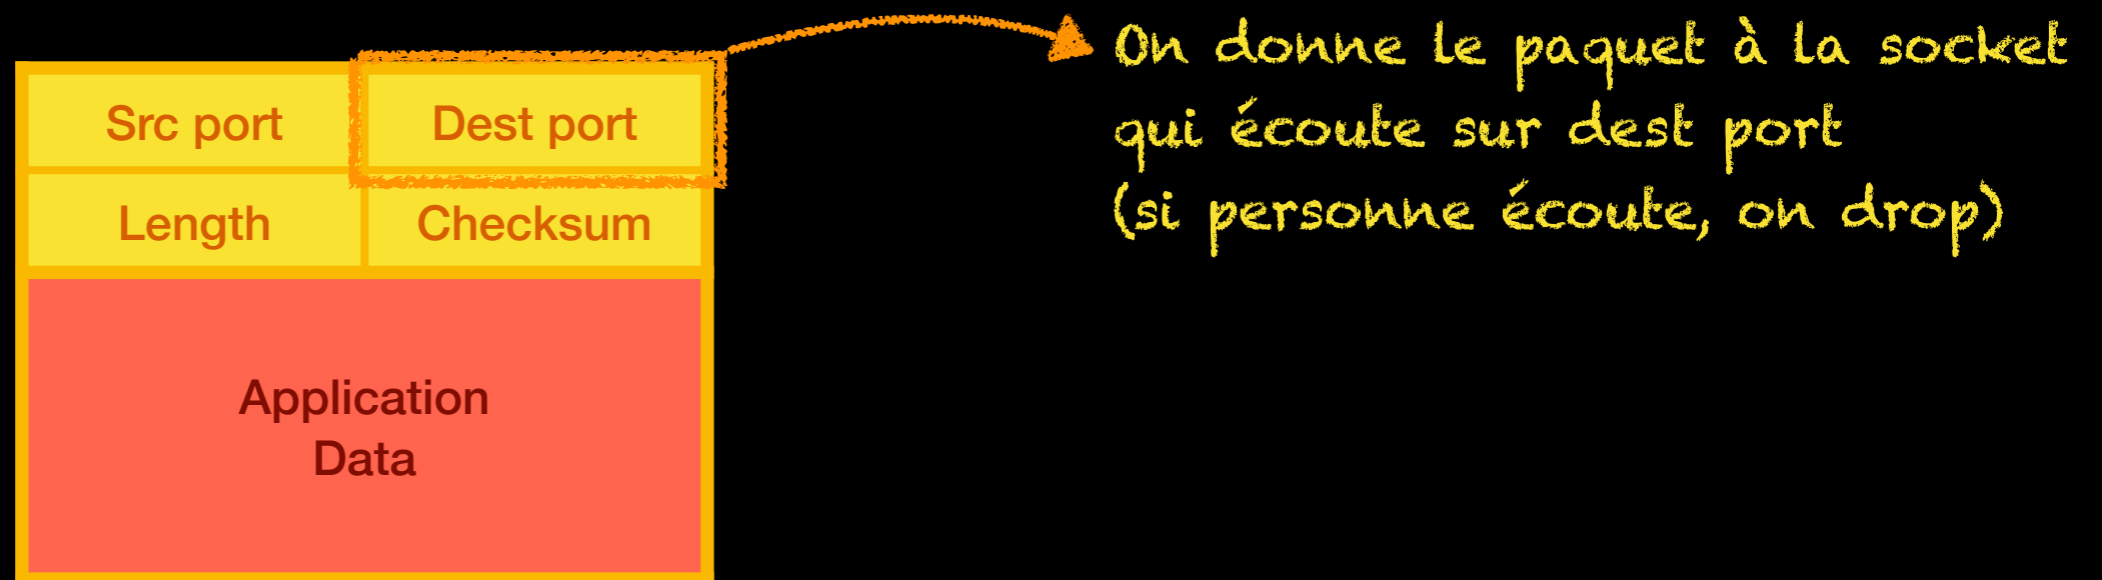 Src port
Dest port
Length
Checksum
Application
Data
On donne le paquet à la socket
qui écoute sur dest port
(si personne écoute, on drop)